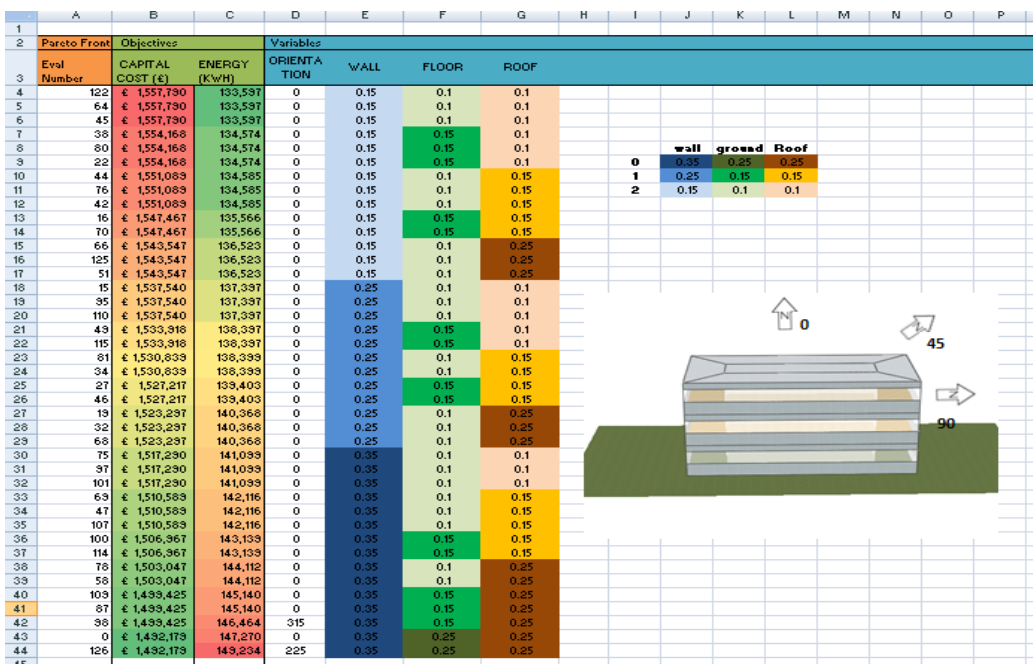 A B C D E F G H I J K L M N O P
1
2 Pareto Front Objectives Variables
3 Eval Number CAPITAL COST (£) ENERGY (KWH) ORIENTATION WALL FLOOR ROOF
4 122 £ 1,557,790 133,597 0 0.15 0.1 0.1
5 64 £ 1,557,790 133,597 0 0.15 0.1 0.1
6 45 £ 1,557,790 133,597 0 0.15 0.1 0.1
7 38 £ 1,554,168 134,574 0 0.15 0.15 0.1
8 80 £ 1,554,168 134,574 0 0.15 0.15 0.1 wall ground Roof
9 22 £ 1,554,168 134,574 0 0.15 0.15 0.1 0 0.35 0.25 0.25
10 44 £ 1,551,089 134,585 0 0.15 0.1 0.15 1 0.25 0.15 0.15
11 76 £ 1,551,089 134,585 0 0.15 0.1 0.15 2 0.15 0.1 0.1
12 42 £ 1,551,089 134,585 0 0.15 0.1 0.15
13 16 £ 1,547,467 135,566 0 0.15 0.15 0.15
14 70 £ 1,547,467 135,566 0 0.15 0.15 0.15
15 66 £ 1,543,547 136,523 0 0.15 0.1 0.25
16 125 £ 1,543,547 136,523 0 0.15 0.1 0.25
17 51 £ 1,543,547 136,523 0 0.15 0.1 0.25
18 15 £ 1,537,540 137,397 0 0.25 0.1 0.1
19 95 £ 1,537,540 137,397 0 0.25 0.1 0.1
20 110 £ 1,537,540 137,397 0 0.25 0.1 0.1
21 49 £ 1,533,918 138,397 0 0.25 0.15 0.1
22 115 £ 1,533,918 138,397 0 0.25 0.15 0.1
23 81 £ 1,530,839 138,399 0 0.25 0.1 0.15
24 34 £ 1,530,839 138,399 0 0.25 0.1 0.15
25 27 £ 1,527,217 139,403 0 0.25 0.15 0.15
26 46 £ 1,527,217 139,403 0 0.25 0.15 0.15
27 19 £ 1,523,297 140,368 0 0.25 0.1 0.25
28 32 £ 1,523,297 140,368 0 0.25 0.1 0.25
29 68 £ 1,523,297 140,368 0 0.25 0.1 0.25
30 75 £ 1,517,290 141,099 0 0.35 0.1 0.1
31 97 £ 1,517,290 141,099 0 0.35 0.1 0.1
32 101 £ 1,517,290 141,099 0 0.35 0.1 0.1
33 69 £ 1,510,589 142,116 0 0.35 0.1 0.15
34 47 £ 1,510,589 142,116 0 0.35 0.1 0.15
35 107 £ 1,510,589 142,116 0 0.35 0.1 0.15
36 100 £ 1,506,967 143,139 0 0.35 0.15 0.15
37 114 £ 1,506,967 143,139 0 0.35 0.15 0.15
38 78 £ 1,503,047 144,112 0 0.35 0.1 0.25
39 58 £ 1,503,047 144,112 0 0.35 0.1 0.25
40 109 £ 1,499,425 145,140 0 0.35 0.15 0.25
41 87 £ 1,499,425 145,140 0 0.35 0.15 0.25
42 98 £ 1,499,425 146,464 315 0.35 0.15 0.25
43 0 £ 1,492,179 147,270 0 0.35 0.25 0.25
44 126 £ 1,492,179 149,234 225 0.35 0.25 0.25
N 0
N 45
N 90